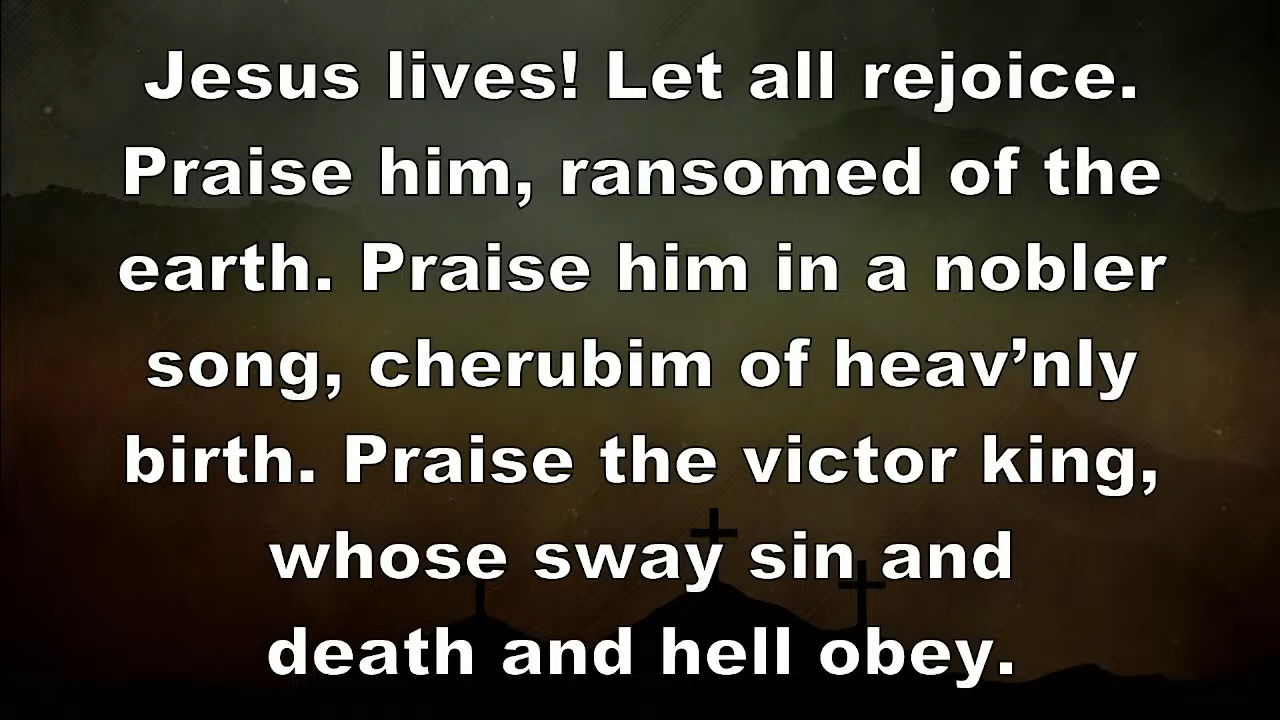 Jesus lives! Let all rejoice.
Praise him, ransomed of the
earth. Praise him in a nobler
song, cherubim of heav’nly
birth. Praise the victor king,
whose sway sin and
death and hell obey.